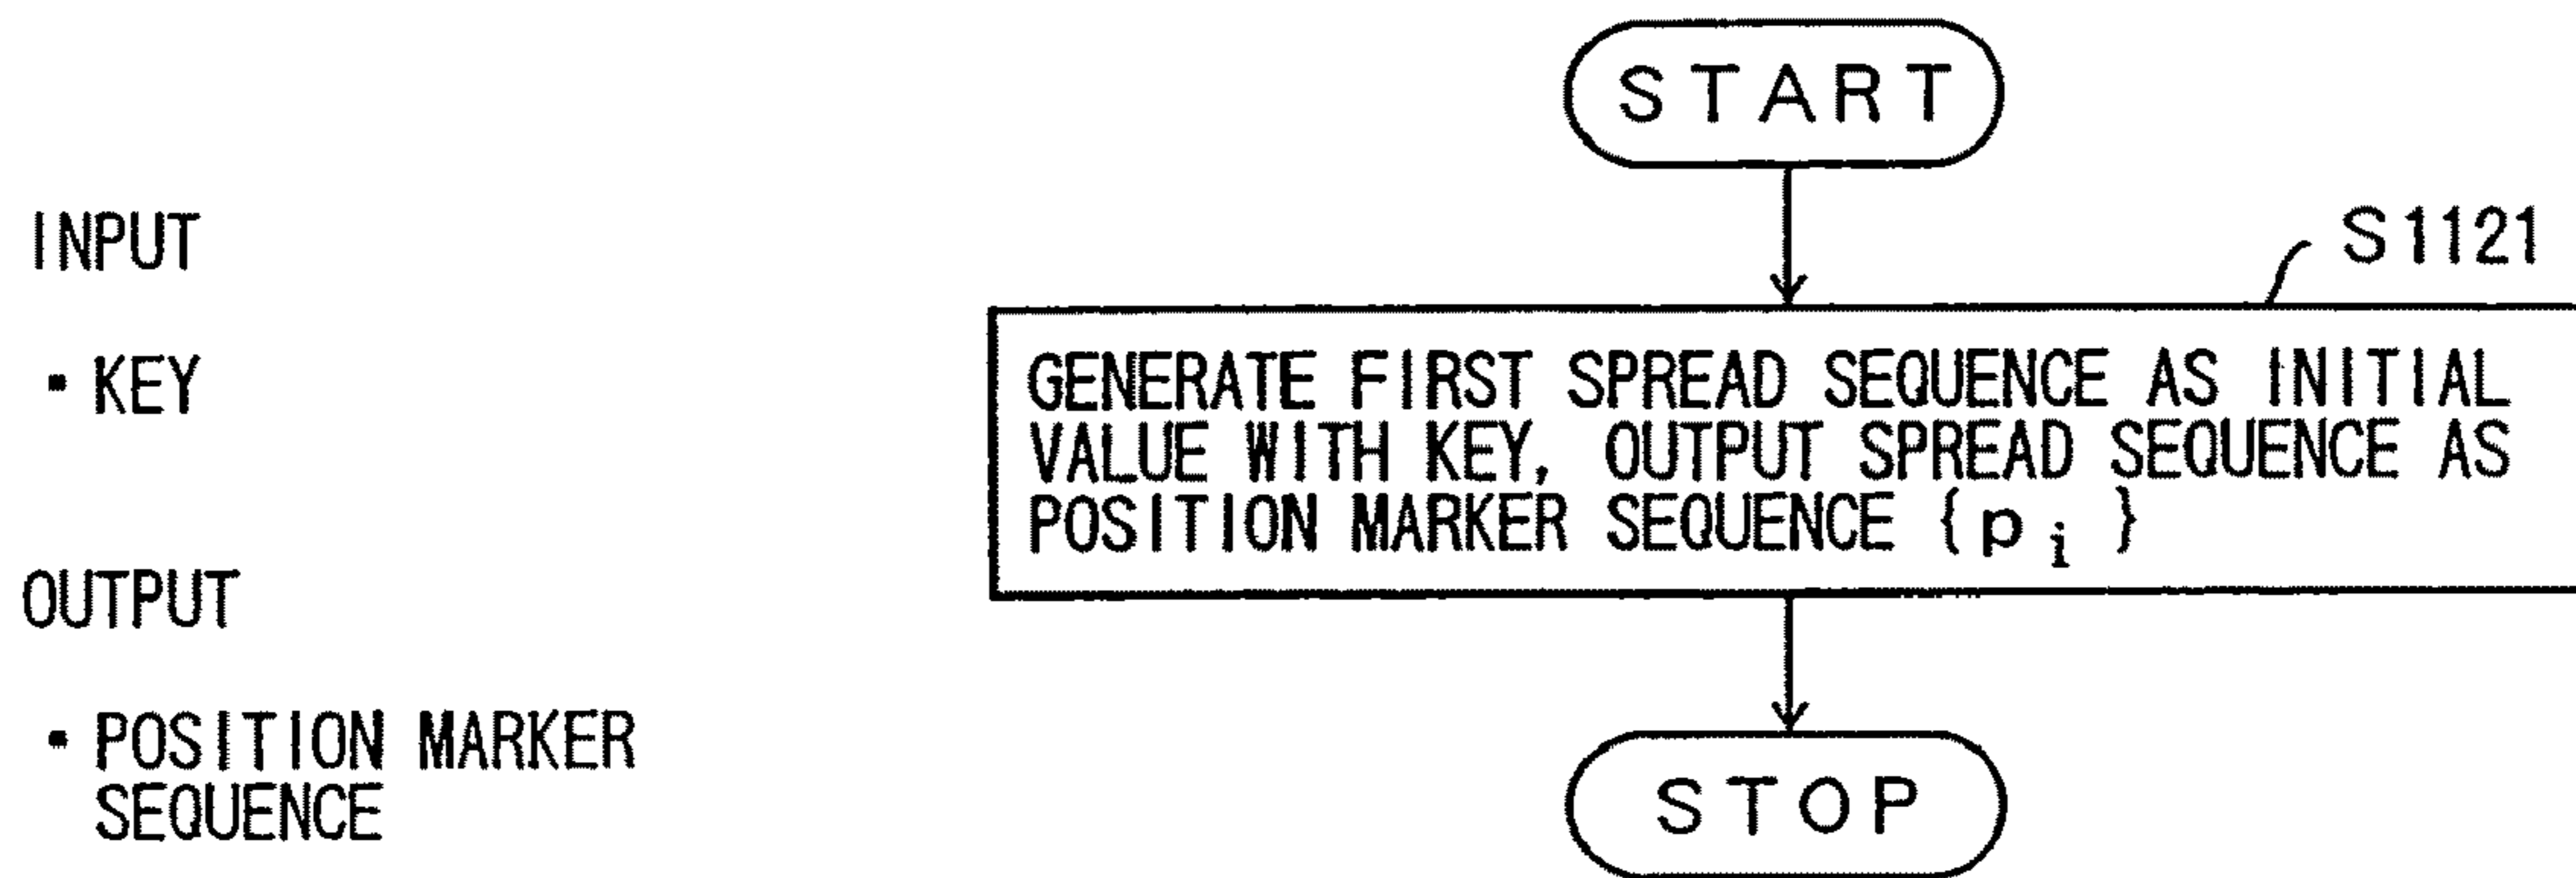 START
INPUT
S1121
▪ KEY
GENERATE FIRST SPREAD SEQUENCE AS INITIAL
VALUE WITH KEY, OUTPUT SPREAD SEQUENCE AS
POSITION MARKER SEQUENCE {p i }
OUTPUT
▪ POSITION MARKER
SEQUENCE
STOP